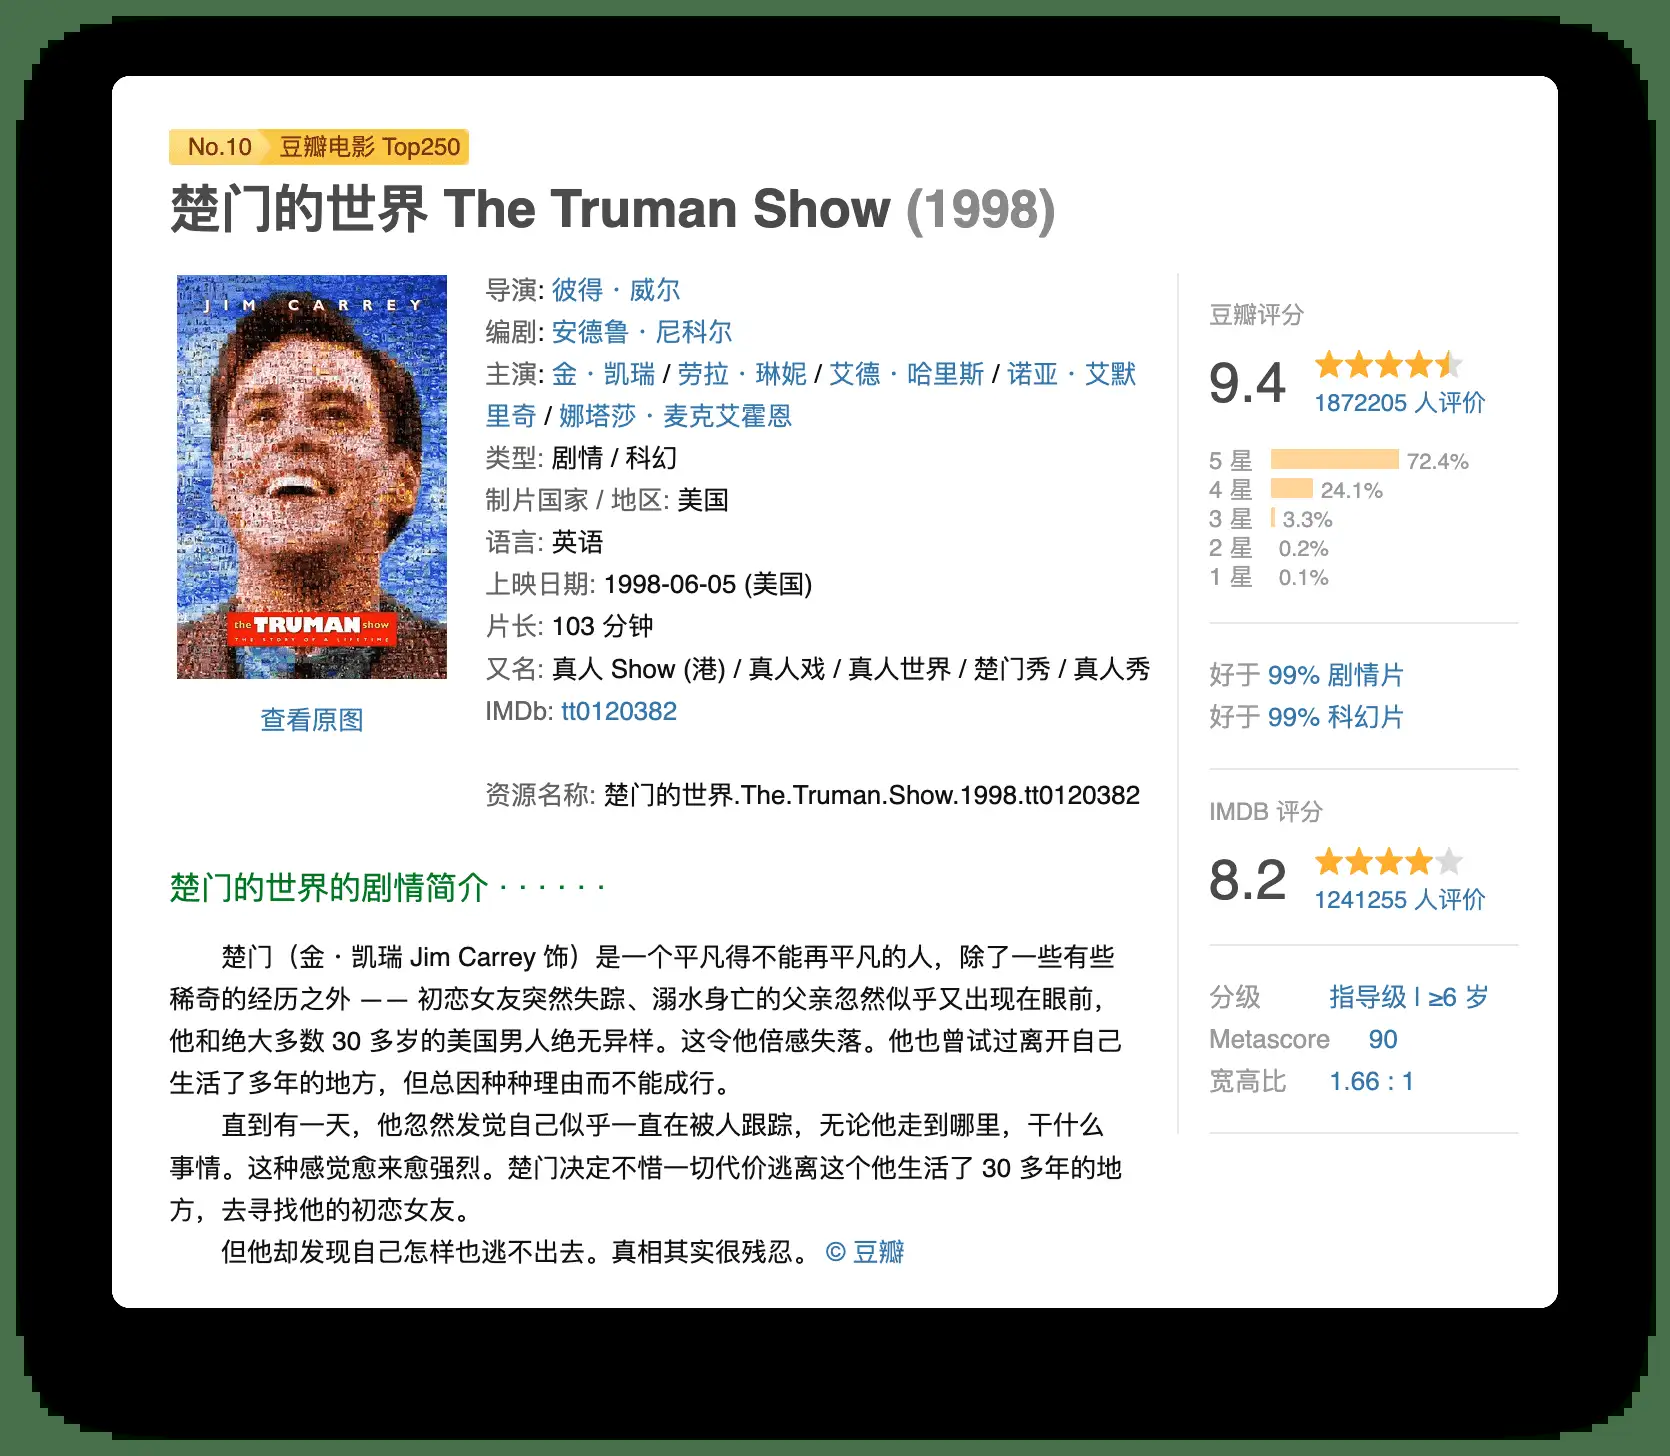 No.10 豆瓣电影 Top250
楚门的世界 The Truman Show (1998)
JIM CARREY
the TRUMAN show
THE STORY OF A LIFETIME
查看原图
导演: 彼得・威尔
编剧: 安德鲁・尼科尔
主演: 金・凯瑞 / 劳拉・琳妮 / 艾德・哈里斯 / 诺亚・艾默
里奇 / 娜塔莎・麦克艾霍恩
类型: 剧情 / 科幻
制片国家 / 地区: 美国
语言: 英语
上映日期: 1998-06-05 (美国)
片长: 103 分钟
又名: 真人 Show (港) / 真人戏 / 真人世界 / 楚门秀 / 真人秀
IMDb: tt0120382
资源名称: 楚门的世界.The.Truman.Show.1998.tt0120382
豆瓣评分
9.4
1872205 人评价
5 星 72.4%
4 星 24.1%
3 星 3.3%
2 星 0.2%
1 星 0.1%
好于 99% 剧情片
好于 99% 科幻片
IMDB 评分
8.2
1241255 人评价
分级 指导级 | ≥6 岁
Metascore 90
宽高比 1.66 : 1
楚门的世界的剧情简介 · · · · · ·
楚门（金・凯瑞 Jim Carrey 饰）是一个平凡得不能再平凡的人，除了一些有些
稀奇的经历之外 —— 初恋女友突然失踪、溺水身亡的父亲忽然似乎又出现在眼前，
他和绝大多数 30 多岁的美国男人绝无异样。这令他倍感失落。他也曾试过离开自己
生活了多年的地方，但总因种种理由而不能成行。
直到有一天，他忽然发觉自己似乎一直在被人跟踪，无论他走到哪里，干什么
事情。这种感觉愈来愈强烈。楚门决定不惜一切代价逃离这个他生活了 30 多年的地
方，去寻找他的初恋女友。
但他却发现自己怎样也逃不出去。真相其实很残忍。 © 豆瓣